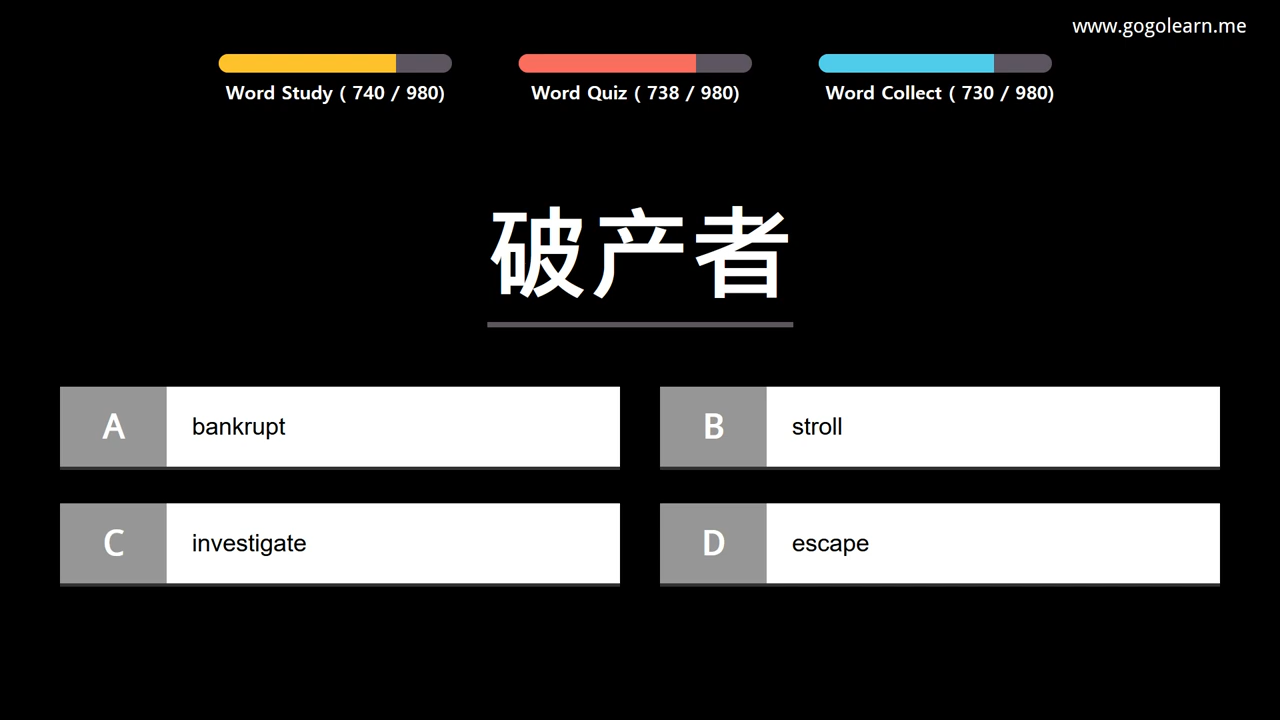 www.gogolearn.me
Word Study ( 740 / 980)
Word Quiz ( 738 / 980)
Word Collect ( 730 / 980)
破产者
A
bankrupt
B
stroll
C
investigate
D
escape